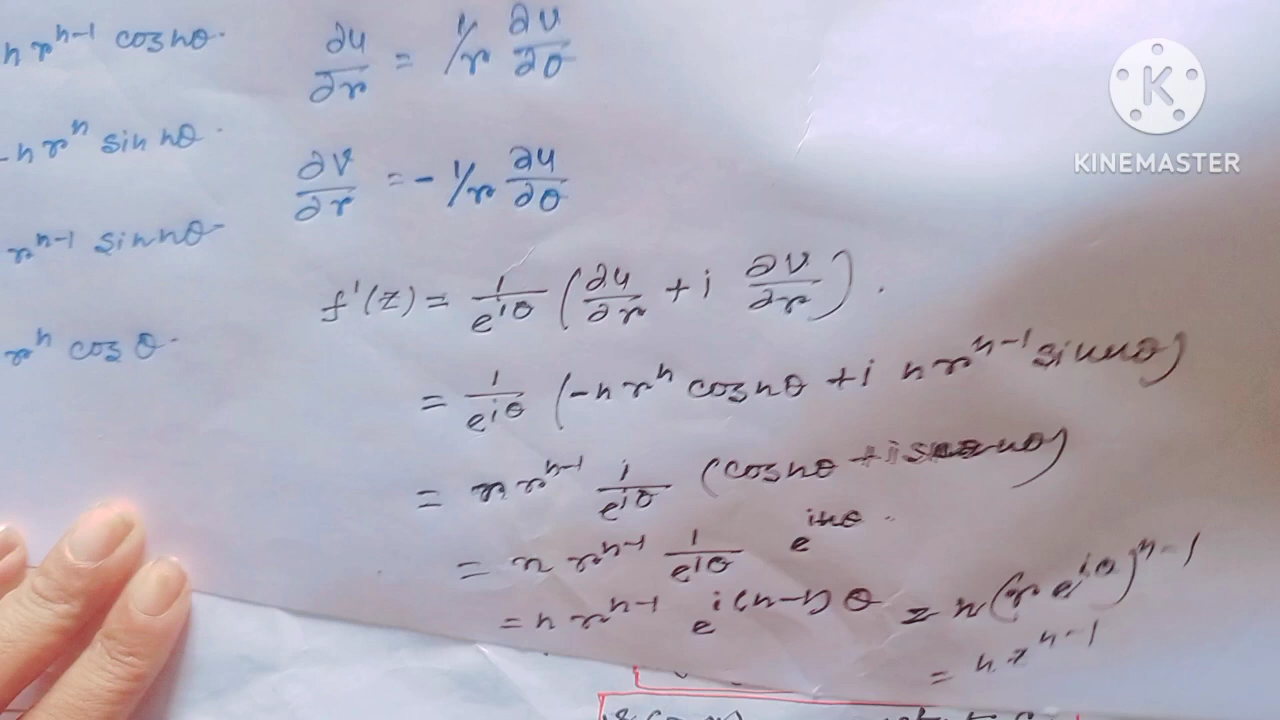 n r^{n-1} cos nθ.
∂u/∂r = 1/r ∂v/∂θ
-n r^n sin nθ.
∂v/∂r = - 1/r ∂u/∂θ
r^{n-1} sin nθ
f'(z) = 1/e^{iθ} (∂u/∂r + i ∂v/∂r).
r^n cos θ.
= 1/e^{iθ} (-n r^n cos nθ + i n r^{n-1} sin nθ)
= n r^{n-1} 1/e^{iθ} (cos nθ + i sin nθ)
= n r^{n-1} 1/e^{iθ} e^{inθ}.
= n r^{n-1} e^{i(n-1)θ} = n (r e^{iθ})^{n-1}
= n z^{n-1}
KINEMASTER